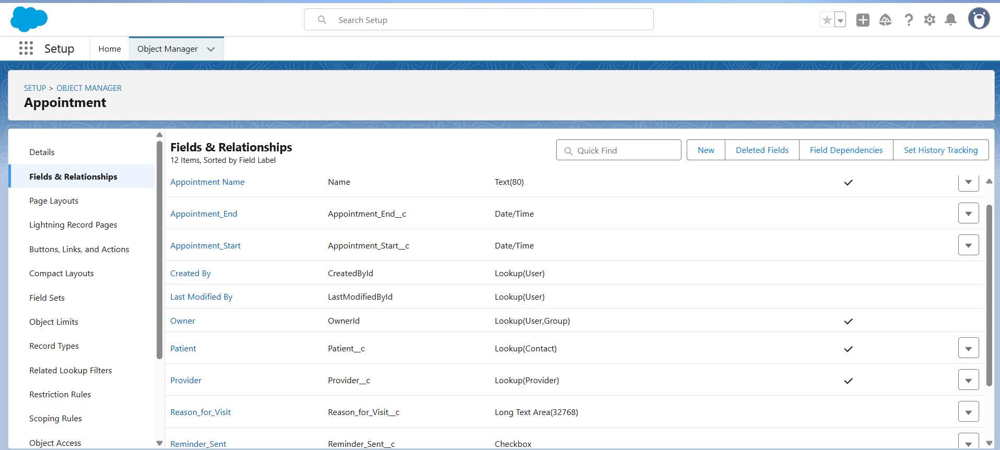 Search Setup
Setup
Home
Object Manager
SETUP > OBJECT MANAGER
Appointment
Details
Fields & Relationships
Page Layouts
Lightning Record Pages
Buttons, Links, and Actions
Compact Layouts
Field Sets
Object Limits
Record Types
Related Lookup Filters
Restriction Rules
Scoping Rules
Object Access
Fields & Relationships
12 Items, Sorted by Field Label
Quick Find
New
Deleted Fields
Field Dependencies
Set History Tracking
Appointment Name Name Text(80)
Appointment_End Appointment_End__c Date/Time
Appointment_Start Appointment_Start__c Date/Time
Created By CreatedById Lookup(User)
Last Modified By LastModifiedById Lookup(User)
Owner OwnerId Lookup(User,Group)
Patient Patient__c Lookup(Contact)
Provider Provider__c Lookup(Provider)
Reason_for_Visit Reason_for_Visit__c Long Text Area(32768)
Reminder_Sent Reminder_Sent__c Checkbox